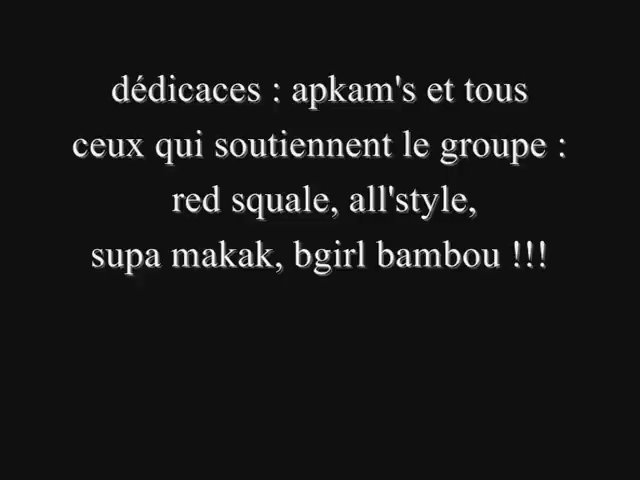 dédicaces : apkam's et tous
ceux qui soutiennent le groupe :
red squale, all'style,
supa makak, bgirl bambou !!!